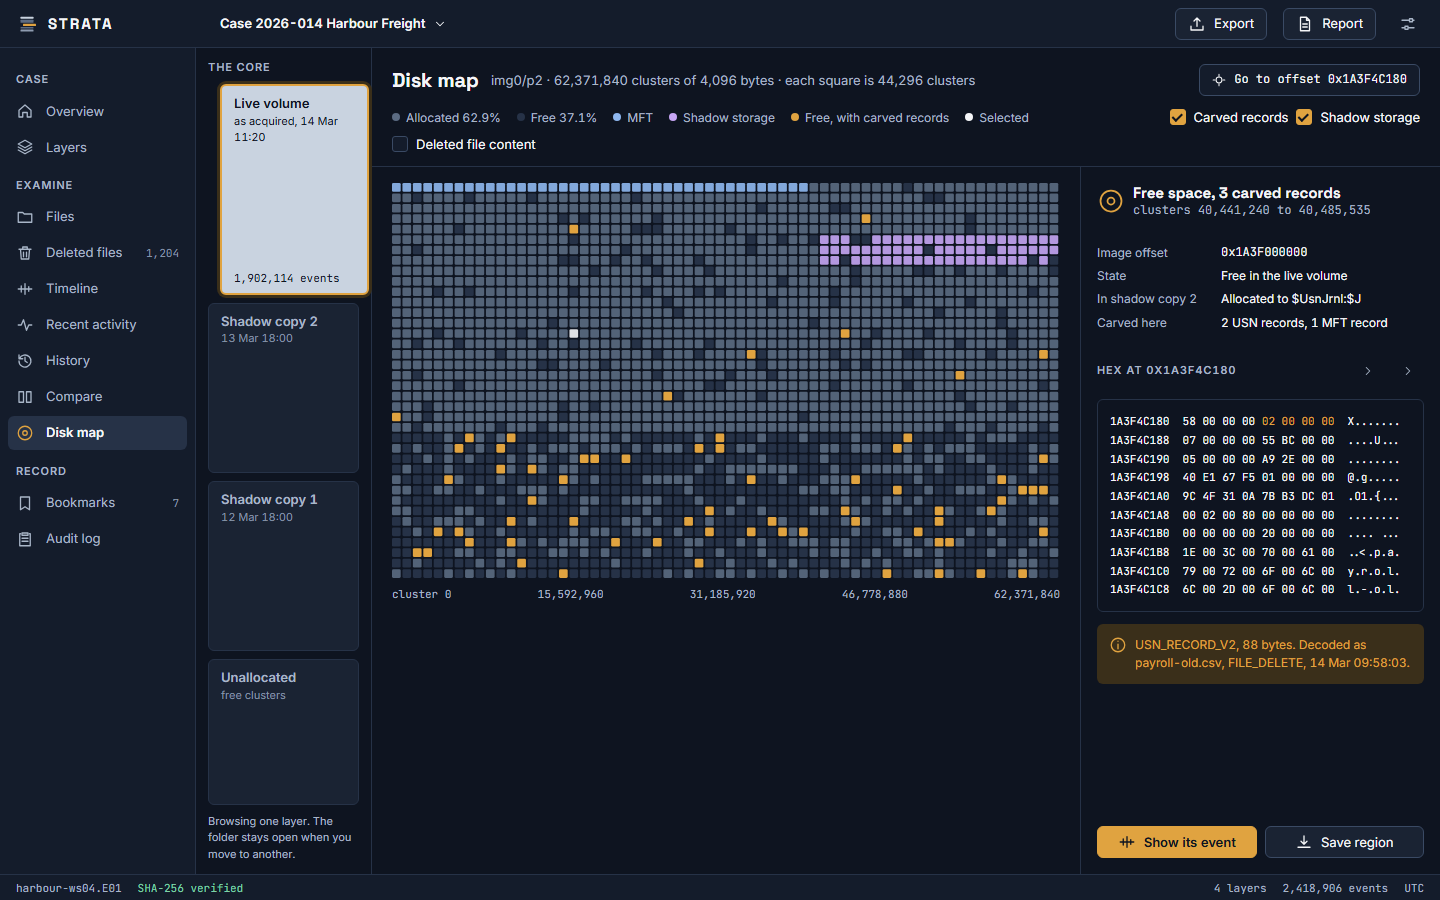 STRATA
Case 2026-014 Harbour Freight
Export
Report
CASE
Overview
Layers
EXAMINE
Files
Deleted files 1,204
Timeline
Recent activity
History
Compare
Disk map
RECORD
Bookmarks 7
Audit log
THE CORE
Live volume
as acquired, 14 Mar
11:20
1,902,114 events
Shadow copy 2
13 Mar 18:00
Shadow copy 1
12 Mar 18:00
Unallocated
free clusters
Browsing one layer. The
folder stays open when you
move to another.
Disk map img0/p2 · 62,371,840 clusters of 4,096 bytes · each square is 44,296 clusters
Go to offset 0x1A3F4C180
Allocated 62.9% Free 37.1% MFT Shadow storage Free, with carved records Selected
Carved records Shadow storage
Deleted file content
cluster 0 15,592,960 31,185,920 46,778,880 62,371,840
Free space, 3 carved records
clusters 40,441,240 to 40,485,535
Image offset 0x1A3F000000
State Free in the live volume
In shadow copy 2 Allocated to $UsnJrnl:$J
Carved here 2 USN records, 1 MFT record
HEX AT 0X1A3F4C180
1A3F4C180 58 00 00 00 02 00 00 00 X.......
1A3F4C188 07 00 00 00 55 BC 00 00 ....U...
1A3F4C190 05 00 00 00 A9 2E 00 00 ........
1A3F4C198 40 E1 67 F5 01 00 00 00 @.g.....
1A3F4C1A0 9C 4F 31 0A 7B B3 DC 01 .O1.{...
1A3F4C1A8 00 02 00 80 00 00 00 00 ........
1A3F4C1B0 00 00 00 00 20 00 00 00 .... ...
1A3F4C1B8 1E 00 3C 00 70 00 61 00 ..<.p.a.
1A3F4C1C0 79 00 72 00 6F 00 6C 00 y.r.o.l.
1A3F4C1C8 6C 00 2D 00 6F 00 6C 00 l.-.o.l.
USN_RECORD_V2, 88 bytes. Decoded as
payroll-old.csv, FILE_DELETE, 14 Mar 09:58:03.
Show its event
Save region
harbour-ws04.E01 SHA-256 verified
4 layers 2,418,906 events UTC